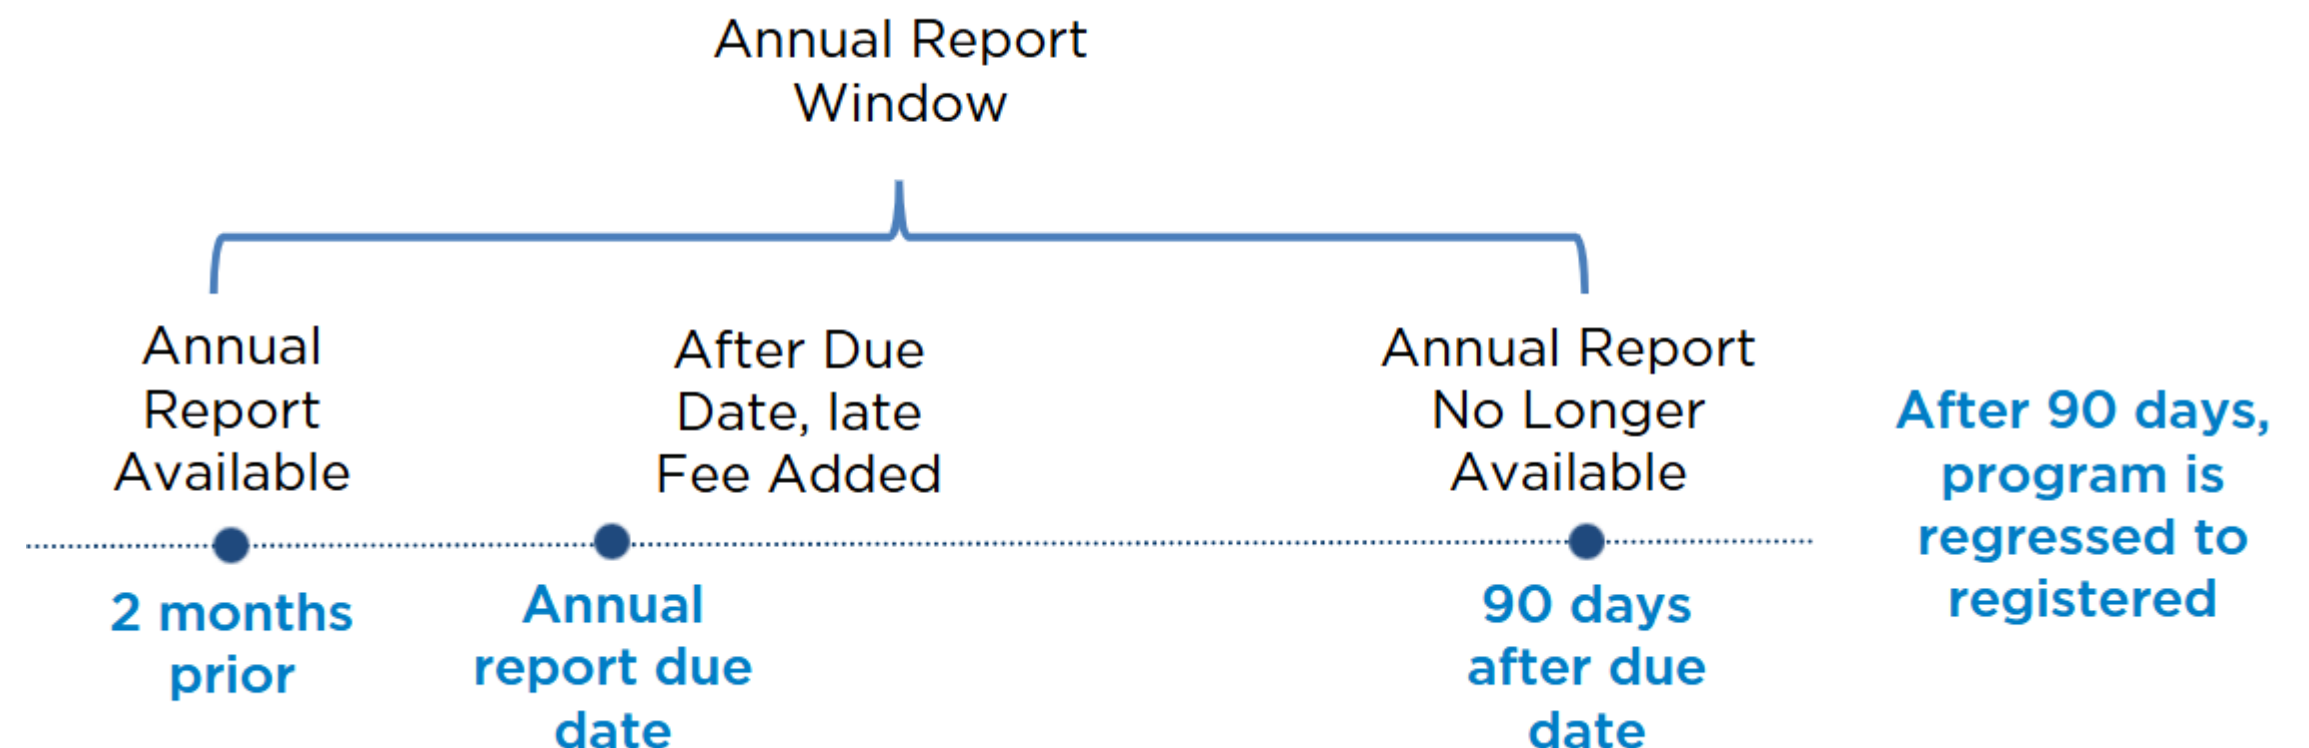 Annual Report
Window
Annual
Report
Available
After Due
Date, late
Fee Added
Annual Report
No Longer
Available
After 90 days,
program is
regressed to
registered
2 months
prior
Annual
report due
date
90 days
after due
date